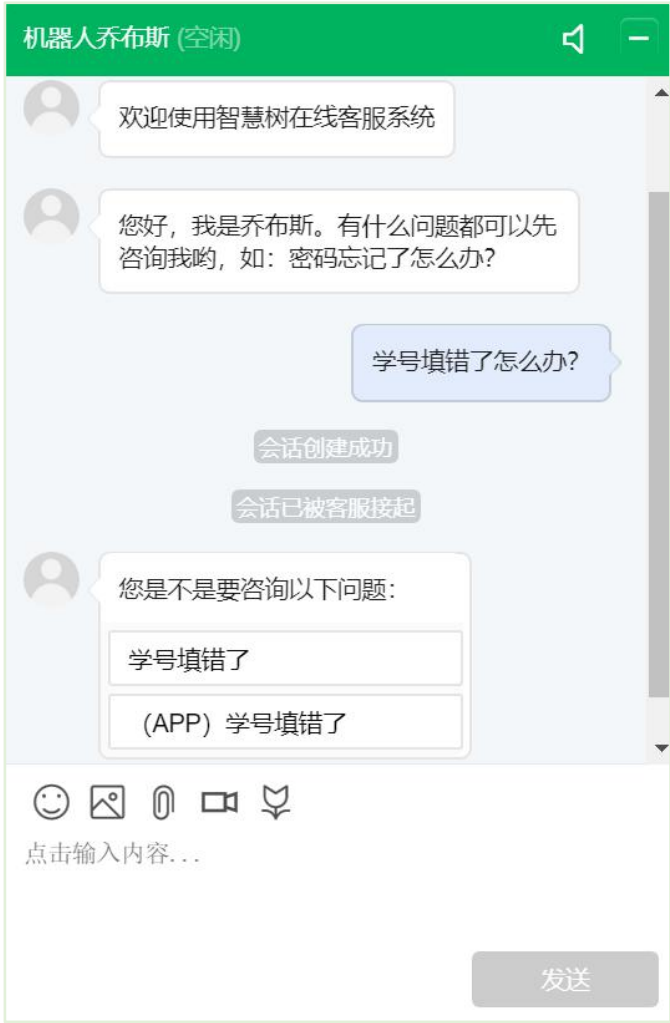 机器人乔布斯 (空闲)
欢迎使用智慧树在线客服系统
您好，我是乔布斯。有什么问题都可以先
咨询我哟，如：密码忘记了怎么办？
学号填错了怎么办？
会话创建成功
会话已被客服接起
您是不是要咨询以下问题：
学号填错了
（APP）学号填错了
点击输入内容...
发送